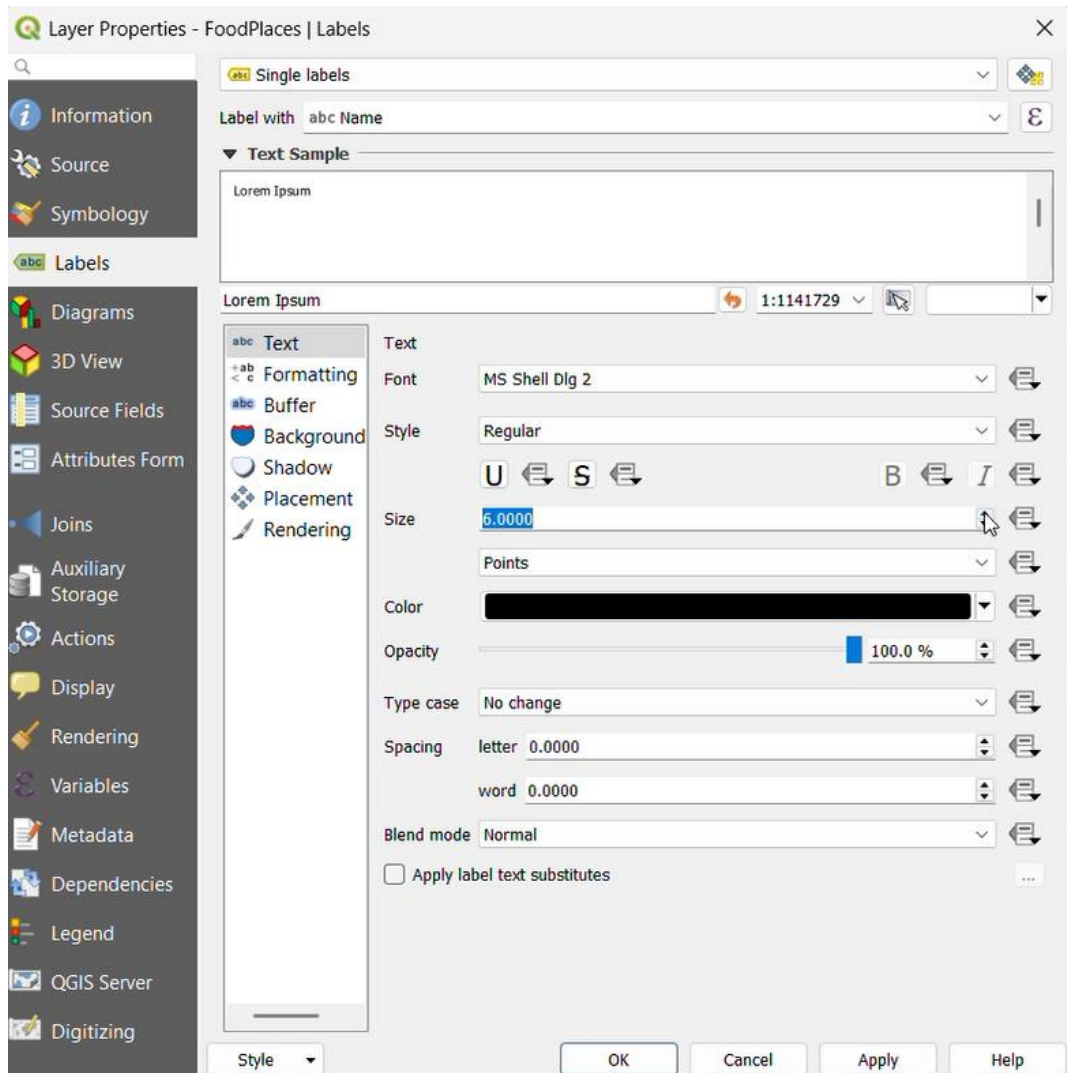 Layer Properties - FoodPlaces | Labels
Information
Source
Symbology
abc Labels
Diagrams
3D View
Source Fields
Attributes Form
Joins
Auxiliary
Storage
Actions
Display
Rendering
Variables
Metadata
Dependencies
Legend
QGIS Server
Digitizing
abc Single labels
Label with abc Name ε
Text Sample
Lorem Ipsum
Lorem Ipsum 1:1141729
abc Text
+ab < c Formatting
abc Buffer
Background
Shadow
Placement
Rendering
Text
Font MS Shell Dlg 2
Style Regular
U S B I
Size 6.0000
Points
Color
Opacity 100.0 %
Type case No change
Spacing letter 0.0000
word 0.0000
Blend mode Normal
Apply label text substitutes ...
Style OK Cancel Apply Help